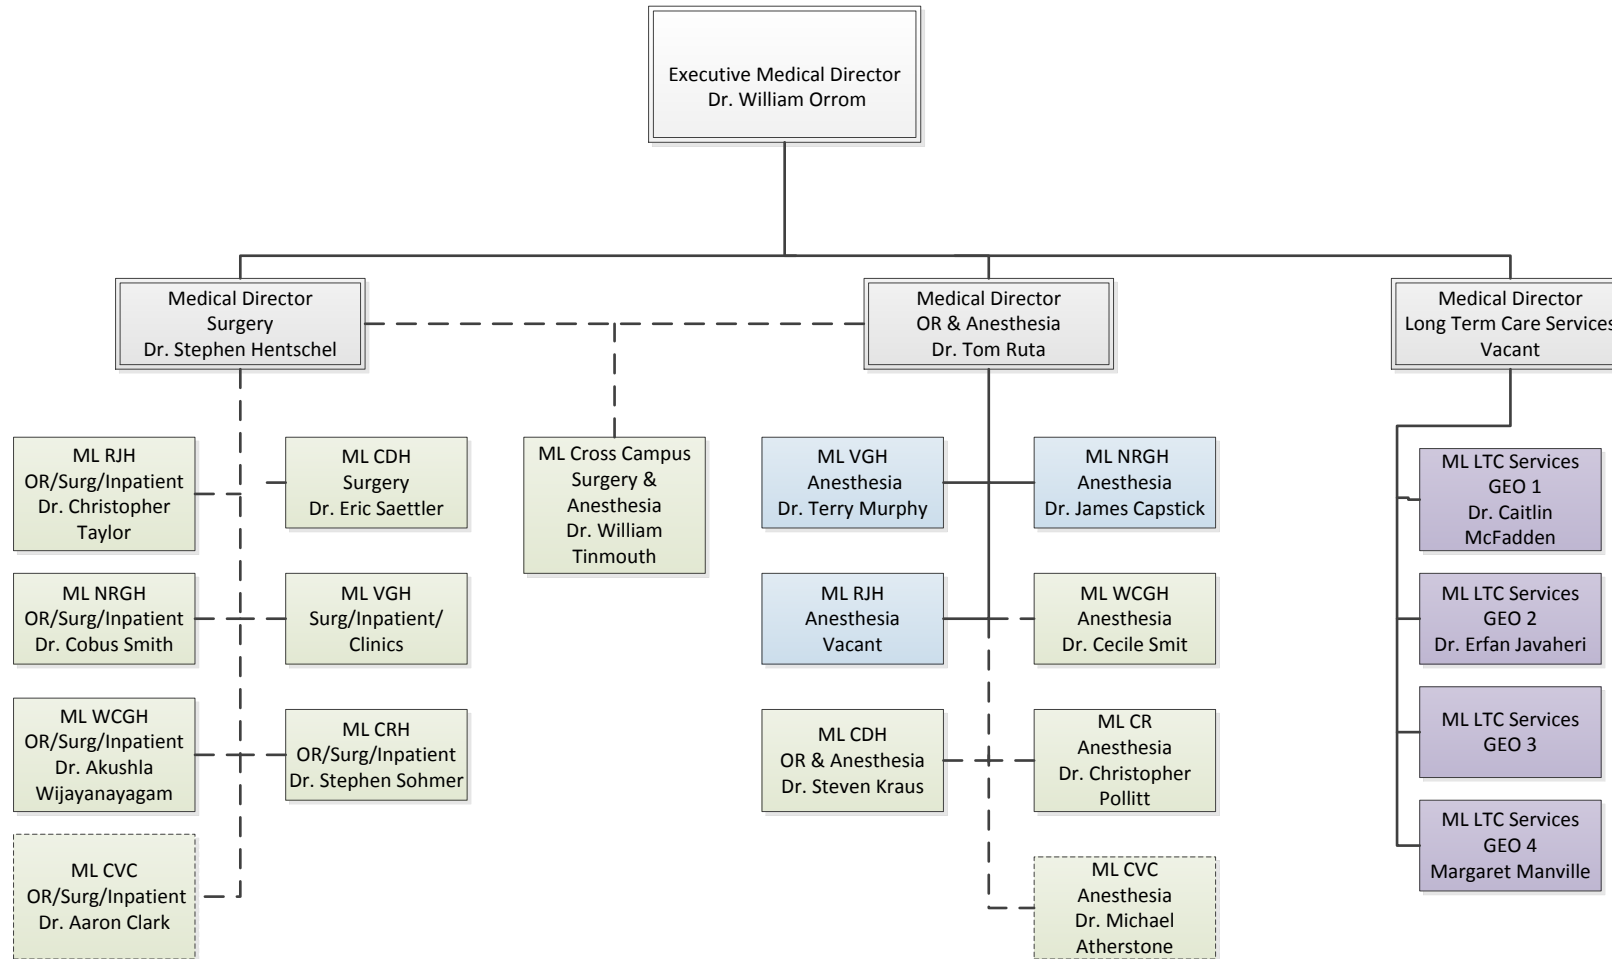 Executive Medical Director
Dr. William Orrom
Medical Director
Surgery
Dr. Stephen Hentschel
Medical Director
OR & Anesthesia
Dr. Tom Ruta
Medical Director
Long Term Care Services
Vacant
ML RJH
OR/Surg/Inpatient
Dr. Christopher
Taylor
ML CDH
Surgery
Dr. Eric Saettler
ML Cross Campus
Surgery &
Anesthesia
Dr. William
Tinmouth
ML VGH
Anesthesia
Dr. Terry Murphy
ML NRGH
Anesthesia
Dr. James Capstick
ML LTC Services
GEO 1
Dr. Caitlin
McFadden
ML NRGH
OR/Surg/Inpatient
Dr. Cobus Smith
ML VGH
Surg/Inpatient/
Clinics
ML RJH
Anesthesia
Vacant
ML WCGH
Anesthesia
Dr. Cecile Smit
ML LTC Services
GEO 2
Dr. Erfan Javaheri
ML WCGH
OR/Surg/Inpatient
Dr. Akushla
Wijayanayagam
ML CRH
OR/Surg/Inpatient
Dr. Stephen Sohmer
ML CDH
OR & Anesthesia
Dr. Steven Kraus
ML CR
Anesthesia
Dr. Christopher
Pollitt
ML LTC Services
GEO 3
ML CVC
OR/Surg/Inpatient
Dr. Aaron Clark
ML CVC
Anesthesia
Dr. Michael
Atherstone
ML LTC Services
GEO 4
Margaret Manville